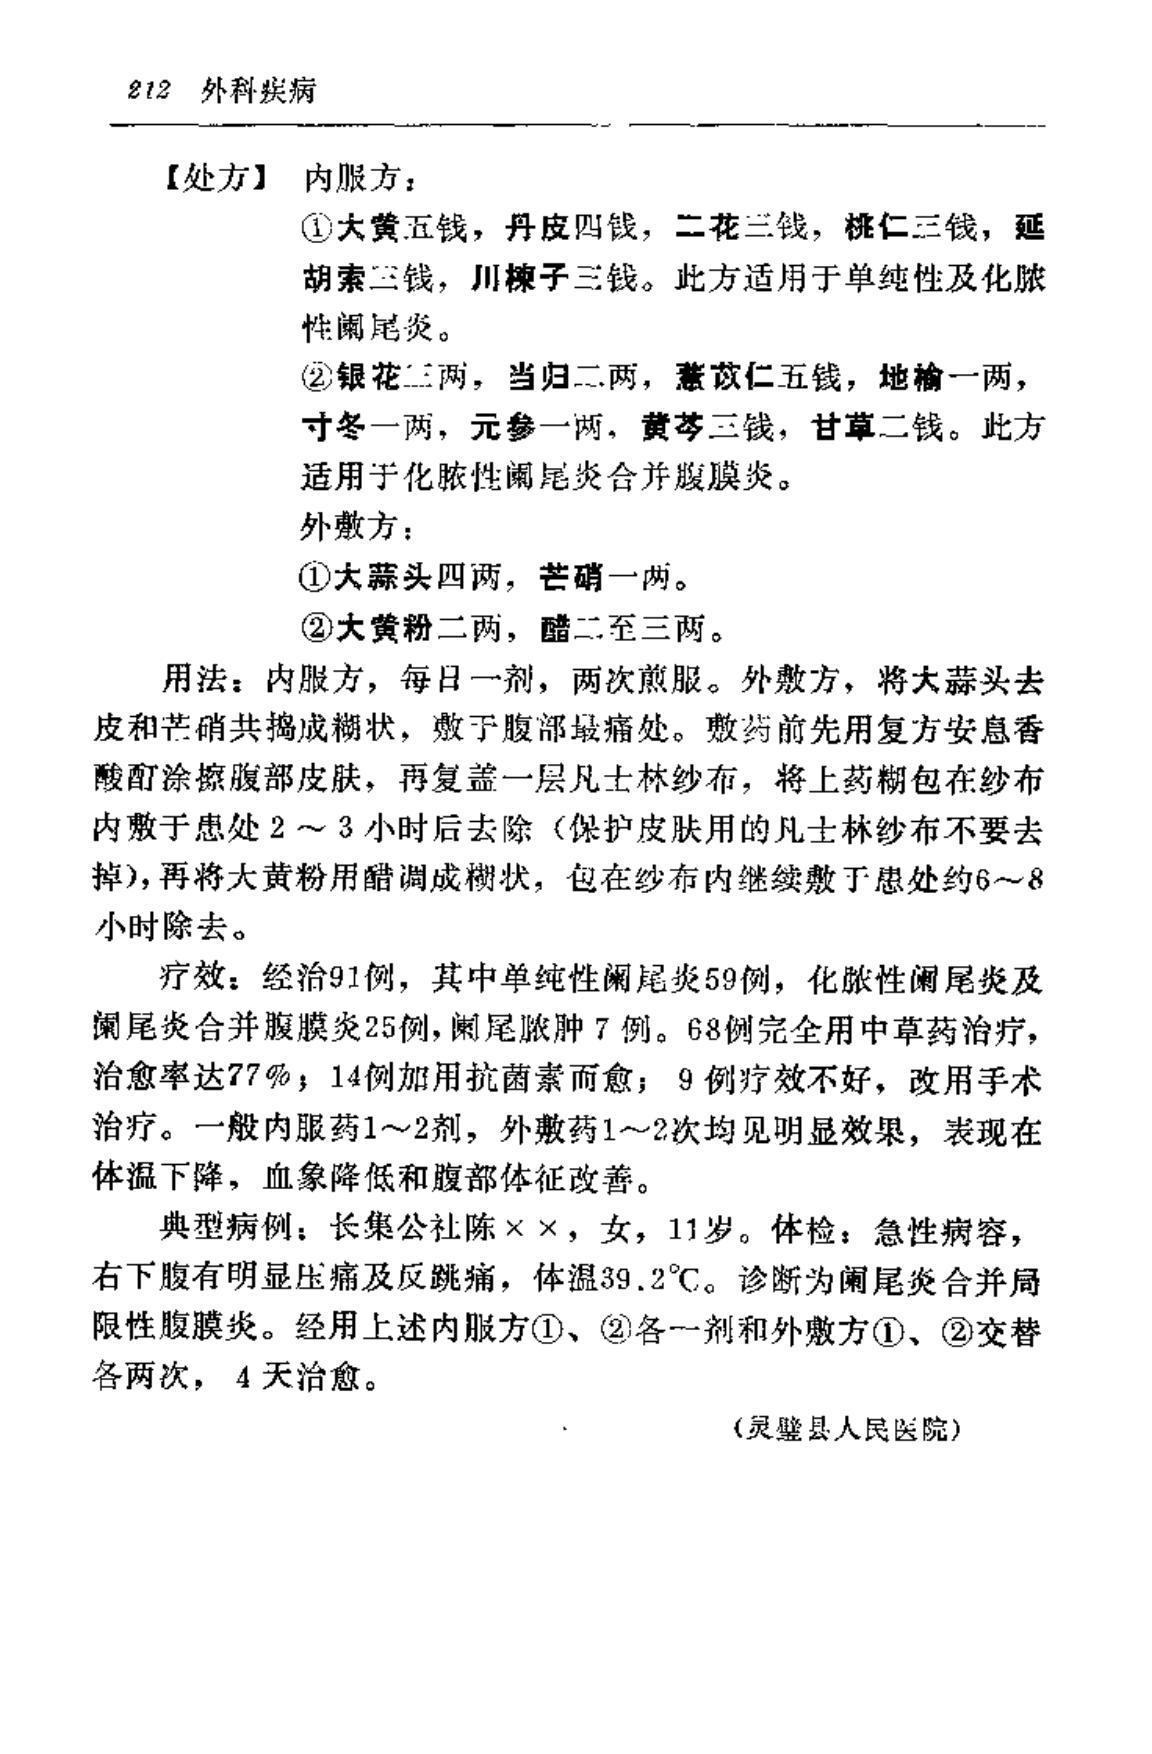 212 外科疾病
【处方】 内服方：
①大黄五钱，丹皮四钱，二花三钱，桃仁三钱，延
胡索三钱，川楝子三钱。此方适用于单纯性及化脓
性阑尾炎。
②银花三两，当归二两，薏苡仁五钱，地榆一两，
寸冬一两，元参一两，黄芩三钱，甘草二钱。此方
适用于化脓性阑尾炎合并腹膜炎。
外敷方：
①大蒜头四两，芒硝一两。
②大黄粉二两，醋二至三两。
用法：内服方，每日一剂，两次煎服。外敷方，将大蒜头去
皮和芒硝共捣成糊状，敷于腹部最痛处。敷药前先用复方安息香
酸酊涂擦腹部皮肤，再复盖一层凡士林纱布，将上药糊包在纱布
内敷于患处2～3小时后去除（保护皮肤用的凡士林纱布不要去
掉），再将大黄粉用醋调成糊状，包在纱布内继续敷于患处约6～8
小时除去。
疗效：经治91例，其中单纯性阑尾炎59例，化脓性阑尾炎及
阑尾炎合并腹膜炎25例，阑尾脓肿7例。68例完全用中草药治疗，
治愈率达77%；14例加用抗菌素而愈；9例疗效不好，改用手术
治疗。一般内服药1～2剂，外敷药1～2次均见明显效果，表现在
体温下降，血象降低和腹部体征改善。
典型病例：长集公社陈××，女，11岁。体检：急性病容，
右下腹有明显压痛及反跳痛，体温39.2℃。诊断为阑尾炎合并局
限性腹膜炎。经用上述内服方①、②各一剂和外敷方①、②交替
各两次，4天治愈。
（灵璧县人民医院）